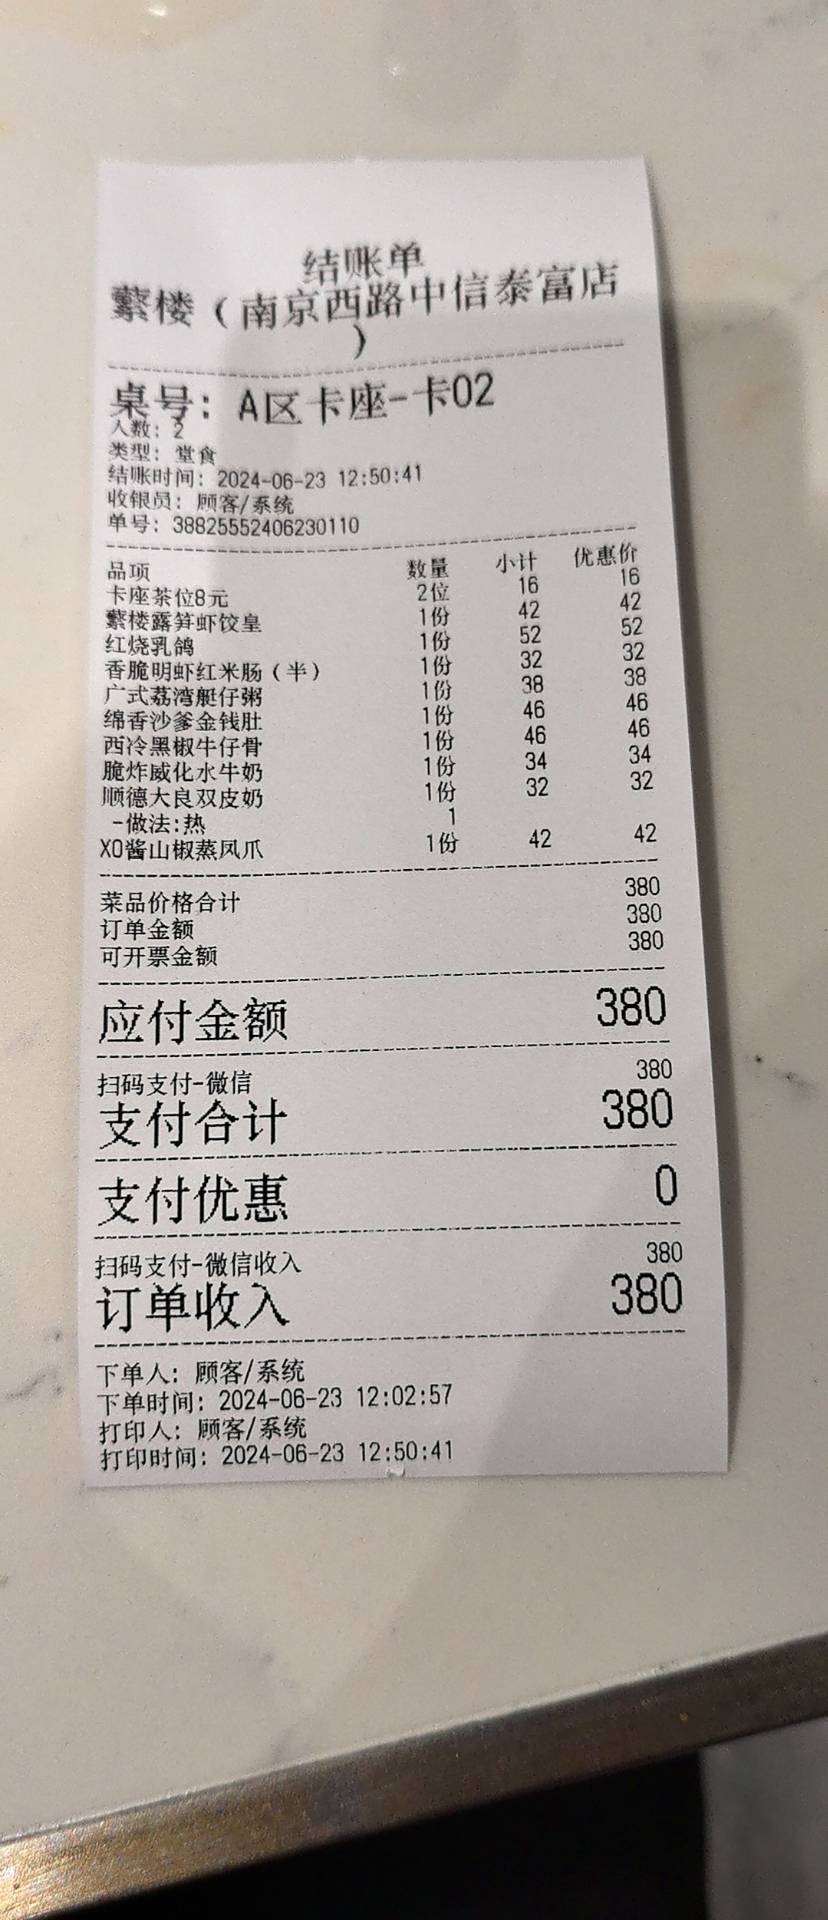 结账单
蘩楼（南京西路中信泰富店
）
桌号: A区卡座-卡02
人数: 2
类型: 堂食
结账时间: 2024-06-23 12:50:41
收银员: 顾客/系统
单号: 38825552406230110
品项 数量 小计 优惠价
卡座茶位8元 2位 16 16
蘩楼露笋虾饺皇 1份 42 42
红烧乳鸽 1份 52 52
香脆明虾红米肠（半） 1份 32 32
广式荔湾艇仔粥 1份 38 38
绵香沙爹金钱肚 1份 46 46
西冷黑椒牛仔骨 1份 46 46
脆炸威化水牛奶 1份 34 34
顺德大良双皮奶 1份 32 32
-做法:热 1
XO酱山椒蒸凤爪 1份 42 42
菜品价格合计 380
订单金额 380
可开票金额 380
应付金额 380
扫码支付-微信 380
支付合计 380
支付优惠 0
扫码支付-微信收入 380
订单收入 380
下单人: 顾客/系统
下单时间: 2024-06-23 12:02:57
打印人: 顾客/系统
打印时间: 2024-06-23 12:50:41